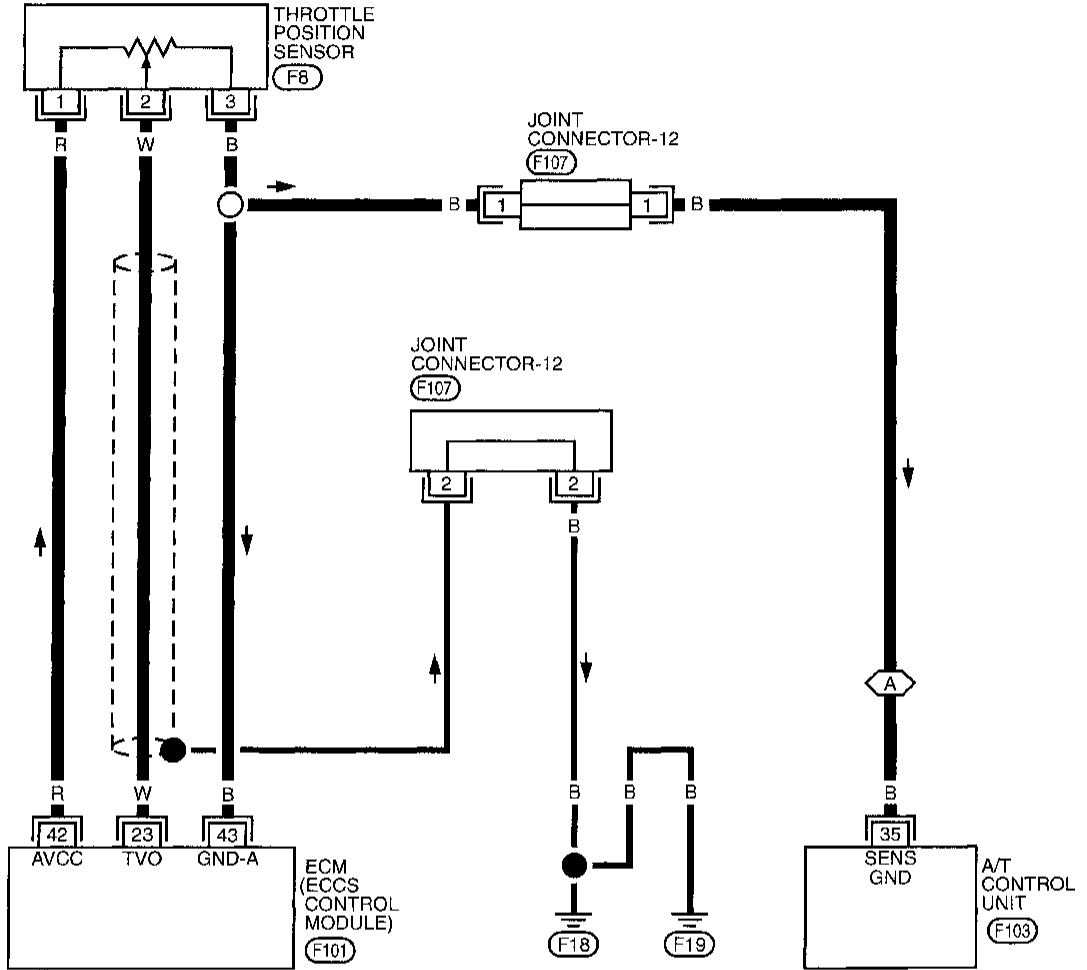 THROTTLE
POSITION
SENSOR
F8
1 2 3
R W B
JOINT
CONNECTOR-12
F107
B 1 1 B
JOINT
CONNECTOR-12
F107
2 2
B
A
R W B B B B B
42 23 43 35
AVCC TVO GND-A
SENS
GND
ECM
(ECCS
CONTROL
MODULE)
F101
A/T
CONTROL
UNIT
F103
F18 F19